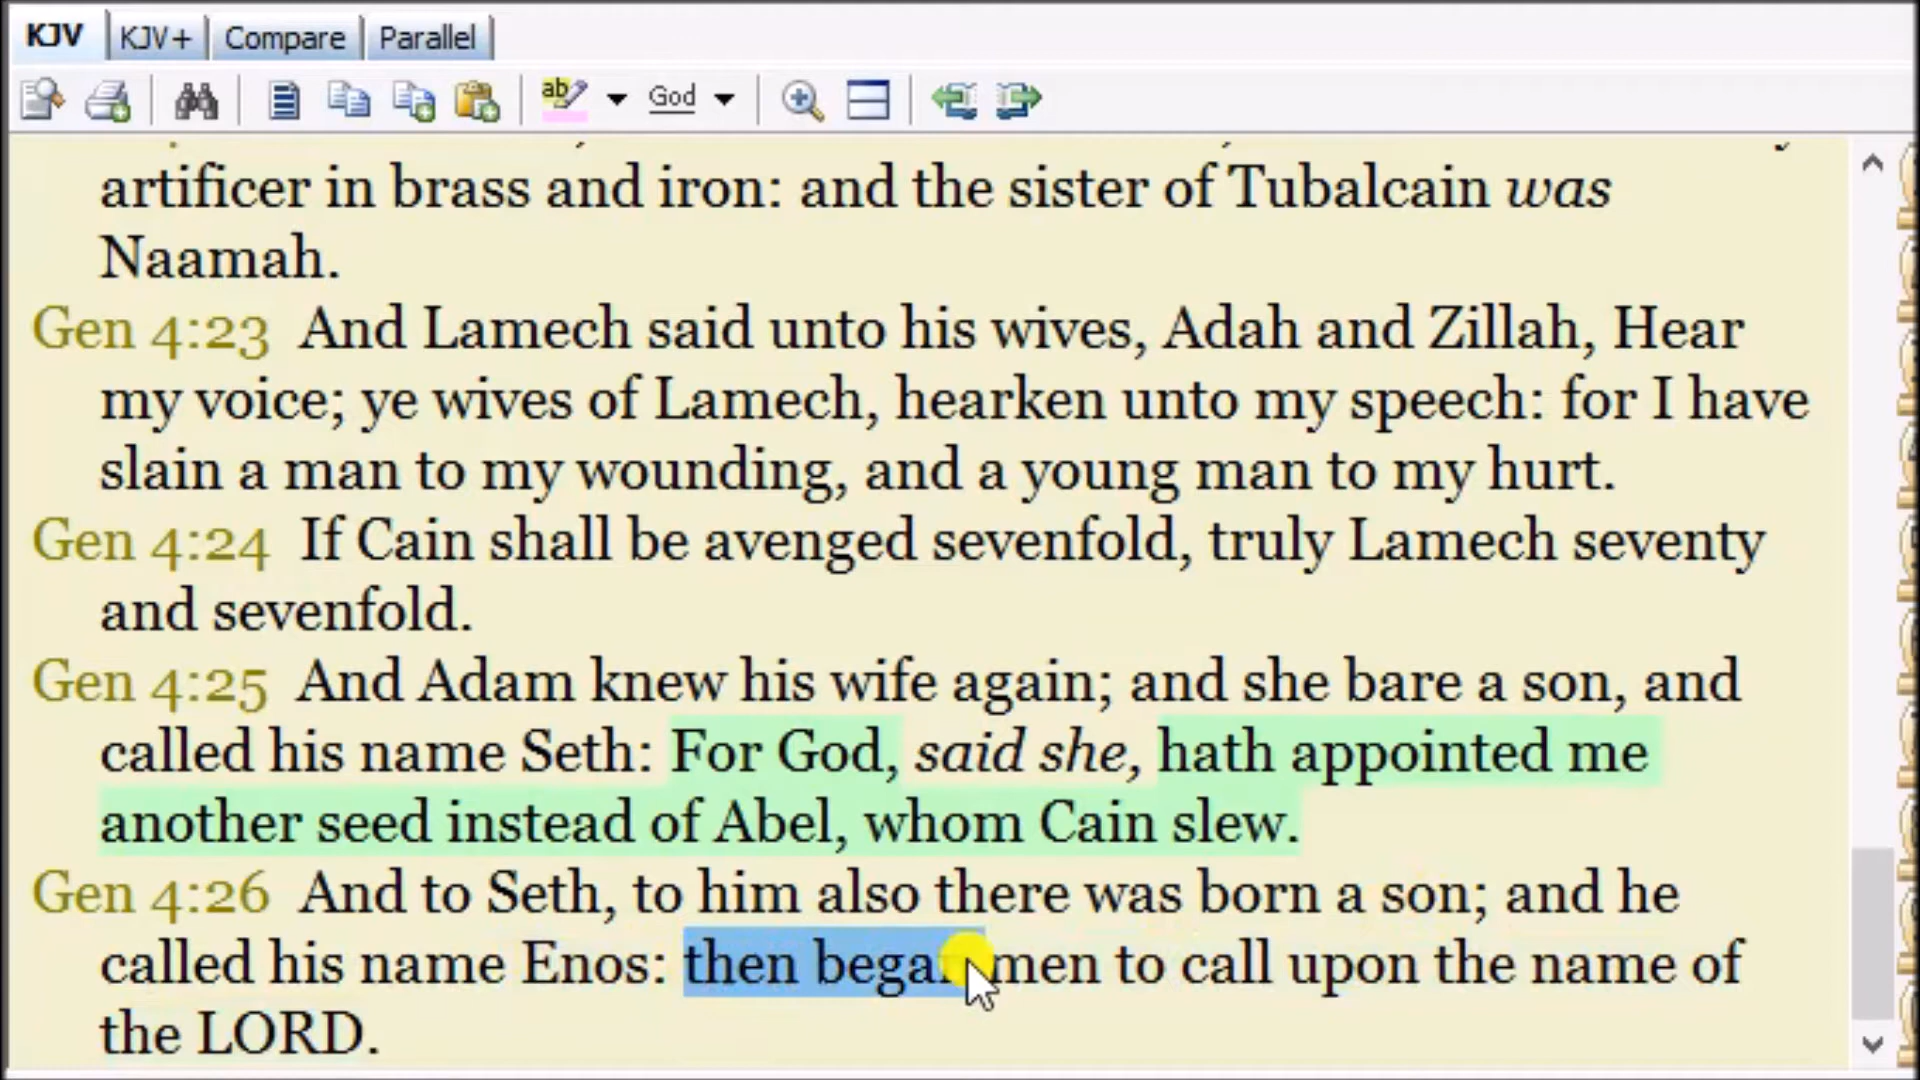 KJV KJV+ Compare Parallel
ab God
artificer in brass and iron: and the sister of Tubalcain was
Naamah.
Gen 4:23 And Lamech said unto his wives, Adah and Zillah, Hear
my voice; ye wives of Lamech, hearken unto my speech: for I have
slain a man to my wounding, and a young man to my hurt.
Gen 4:24 If Cain shall be avenged sevenfold, truly Lamech seventy
and sevenfold.
Gen 4:25 And Adam knew his wife again; and she bare a son, and
called his name Seth: For God, said she, hath appointed me
another seed instead of Abel, whom Cain slew.
Gen 4:26 And to Seth, to him also there was born a son; and he
called his name Enos: then began men to call upon the name of
the LORD.